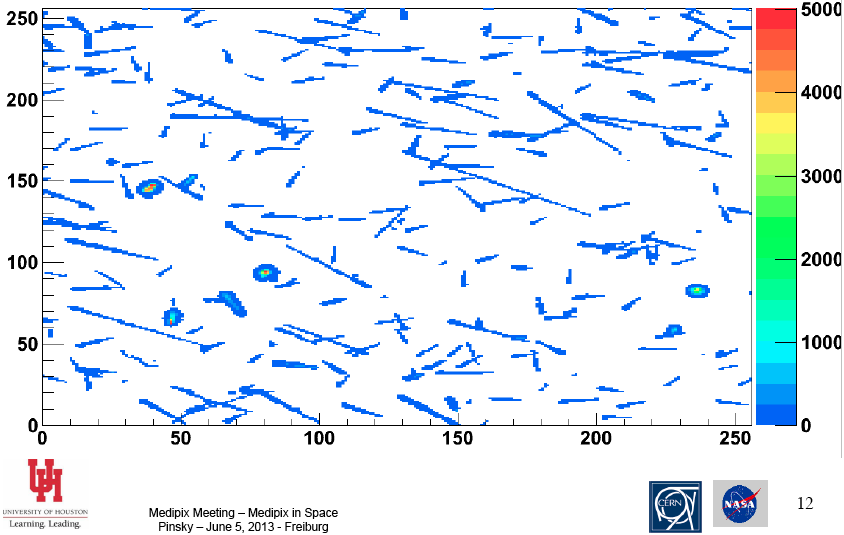 250
200
150
100
50
0
0 50 100 150 200 250
5000
4000
3000
2000
1000
0
UH
UNIVERSITY OF HOUSTON
Learning. Leading.
Medipix Meeting – Medipix in Space
Pinsky – June 5, 2013 - Freiburg
CERN
NASA
12